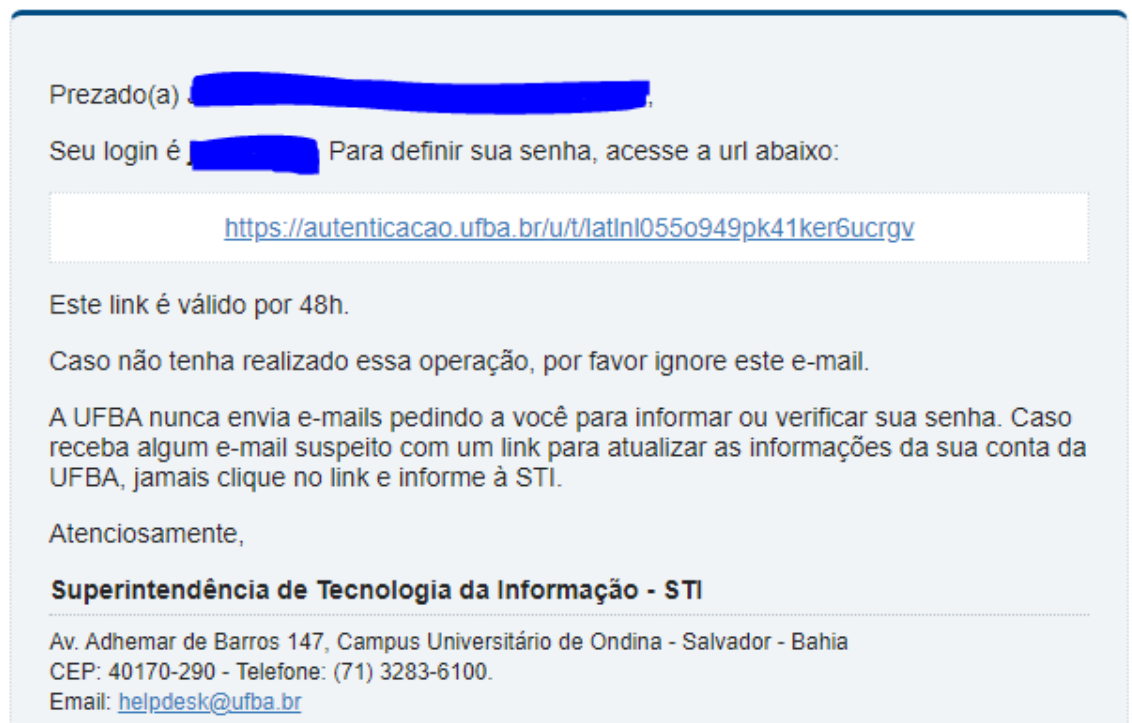 Prezado(a)
Seu login é Para definir sua senha, acesse a url abaixo:
https://autenticacao.ufba.br/u/t/latlnl055o949pk41ker6ucrgv
Este link é válido por 48h.
Caso não tenha realizado essa operação, por favor ignore este e-mail.
A UFBA nunca envia e-mails pedindo a você para informar ou verificar sua senha. Caso
receba algum e-mail suspeito com um link para atualizar as informações da sua conta da
UFBA, jamais clique no link e informe à STI.
Atenciosamente,
Superintendência de Tecnologia da Informação - STI
Av. Adhemar de Barros 147, Campus Universitário de Ondina - Salvador - Bahia
CEP: 40170-290 - Telefone: (71) 3283-6100.
Email: helpdesk@ufba.br